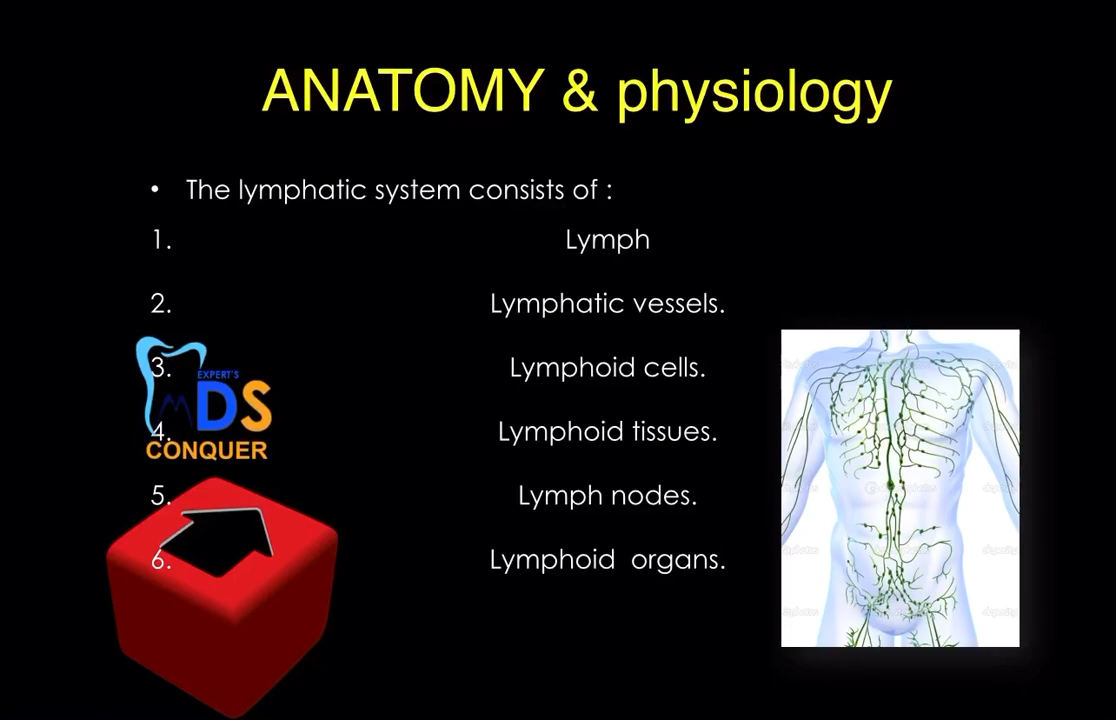 ANATOMY & physiology
• The lymphatic system consists of :
1. Lymph
2. Lymphatic vessels.
3. Lymphoid cells.
4. Lymphoid tissues.
5. Lymph nodes.
6. Lymphoid organs.
EXPERT'S
MDS
CONQUER